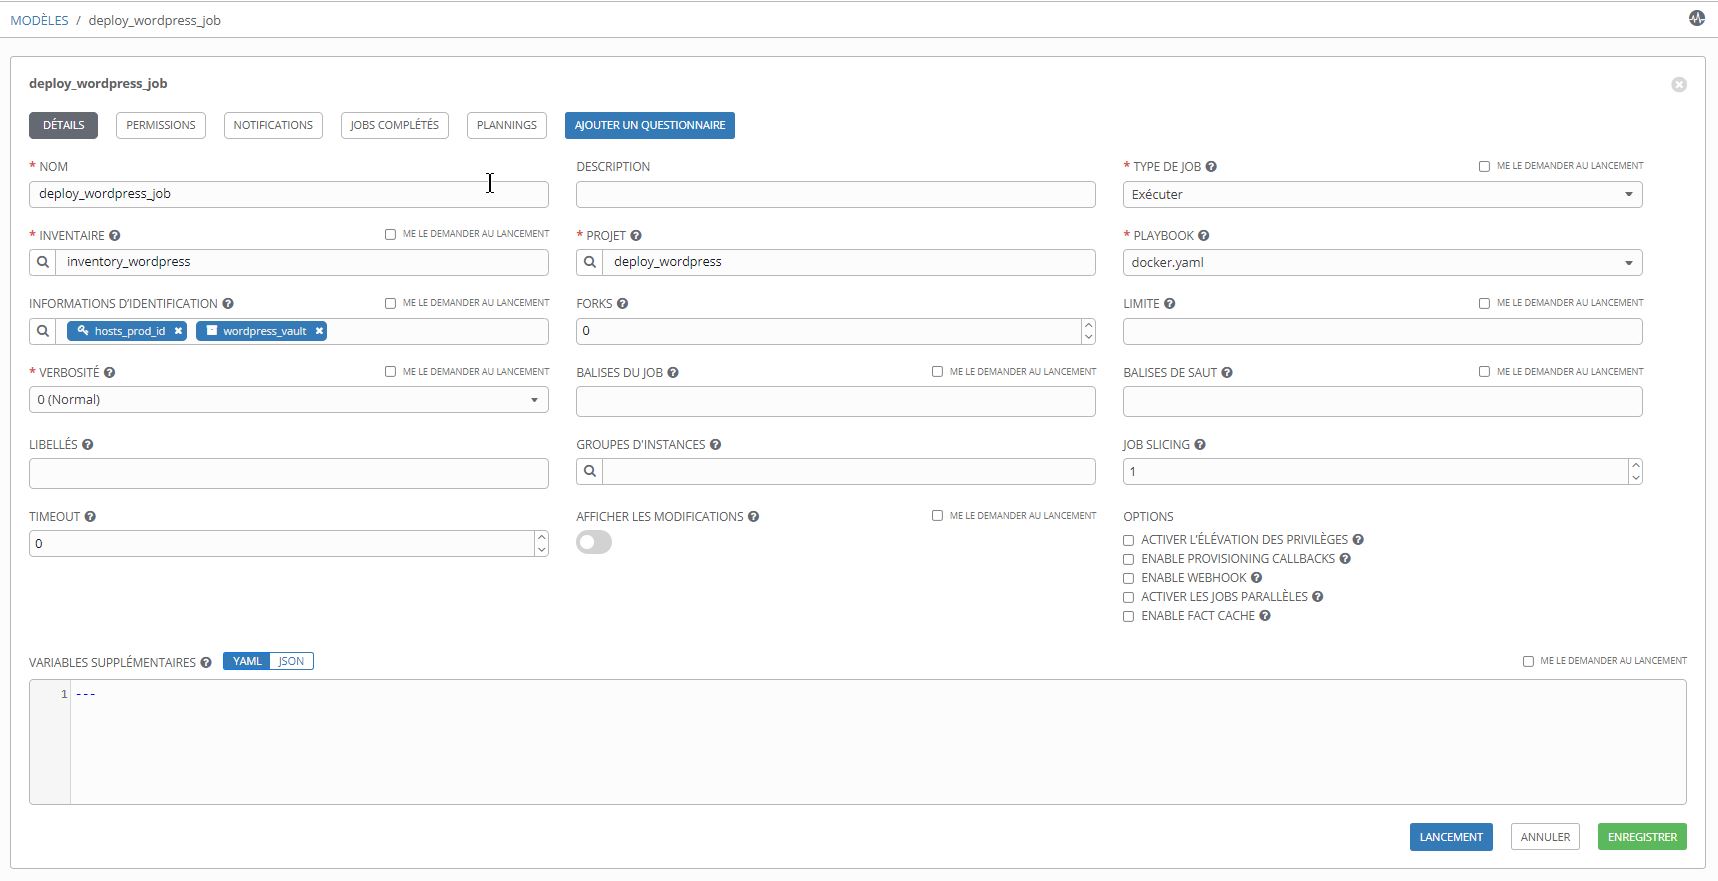 MODÈLES / deploy_wordpress_job
deploy_wordpress_job
DÉTAILS PERMISSIONS NOTIFICATIONS JOBS COMPLÉTÉS PLANNINGS AJOUTER UN QUESTIONNAIRE
* NOM DESCRIPTION * TYPE DE JOB ? ME LE DEMANDER AU LANCEMENT
deploy_wordpress_job Exécuter
* INVENTAIRE ? ME LE DEMANDER AU LANCEMENT * PROJET ? * PLAYBOOK ?
inventory_wordpress deploy_wordpress docker.yaml
INFORMATIONS D'IDENTIFICATION ? ME LE DEMANDER AU LANCEMENT FORKS ? LIMITE ? ME LE DEMANDER AU LANCEMENT
hosts_prod_id wordpress_vault 0
* VERBOSITÉ ? ME LE DEMANDER AU LANCEMENT BALISES DU JOB ? ME LE DEMANDER AU LANCEMENT BALISES DE SAUT ? ME LE DEMANDER AU LANCEMENT
0 (Normal)
LIBELLÉS ? GROUPES D'INSTANCES ? JOB SLICING ?
1
TIMEOUT ? AFFICHER LES MODIFICATIONS ? ME LE DEMANDER AU LANCEMENT OPTIONS
0
ACTIVER L'ÉLÉVATION DES PRIVILÈGES ?
ENABLE PROVISIONING CALLBACKS ?
ENABLE WEBHOOK ?
ACTIVER LES JOBS PARALLÈLES ?
ENABLE FACT CACHE ?
VARIABLES SUPPLÉMENTAIRES ? YAML JSON ME LE DEMANDER AU LANCEMENT
1 ---
LANCEMENT ANNULER ENREGISTRER